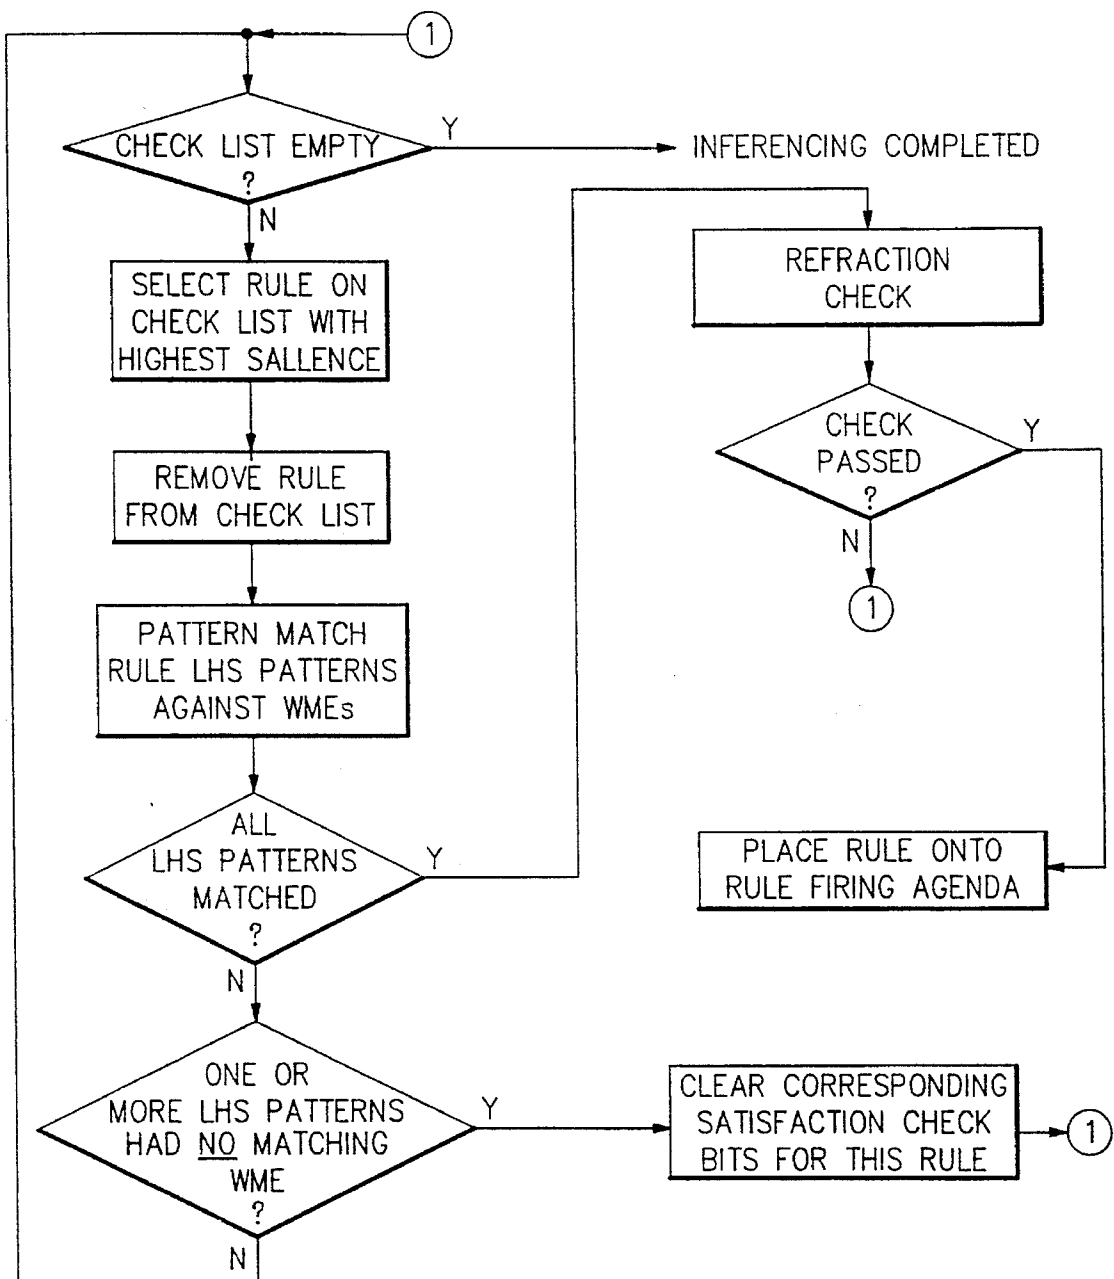 1
CHECK LIST EMPTY
?
Y
INFERENCING COMPLETED
N
SELECT RULE ON
CHECK LIST WITH
HIGHEST SALLENCE
REMOVE RULE
FROM CHECK LIST
PATTERN MATCH
RULE LHS PATTERNS
AGAINST WMEs
ALL
LHS PATTERNS
MATCHED
?
Y
N
REFRACTION
CHECK
CHECK
PASSED
?
Y
N
1
PLACE RULE ONTO
RULE FIRING AGENDA
ONE OR
MORE LHS PATTERNS
HAD NO MATCHING
WME
?
Y
N
CLEAR CORRESPONDING
SATISFACTION CHECK
BITS FOR THIS RULE
1